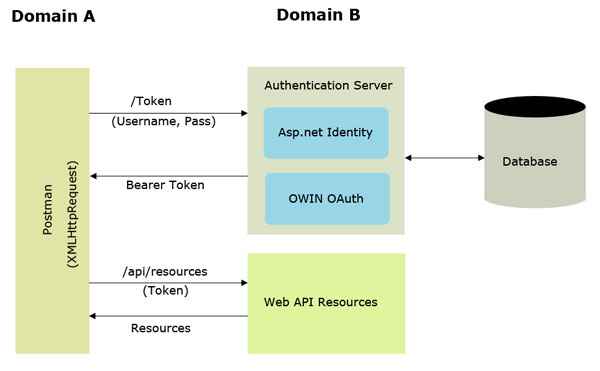 Domain A
Domain B
Postman
(XMLHttpRequest)
/Token
(Username, Pass)
Bearer Token
Authentication Server
Asp.net Identity
OWIN OAuth
Database
/api/resources
(Token)
Resources
Web API Resources